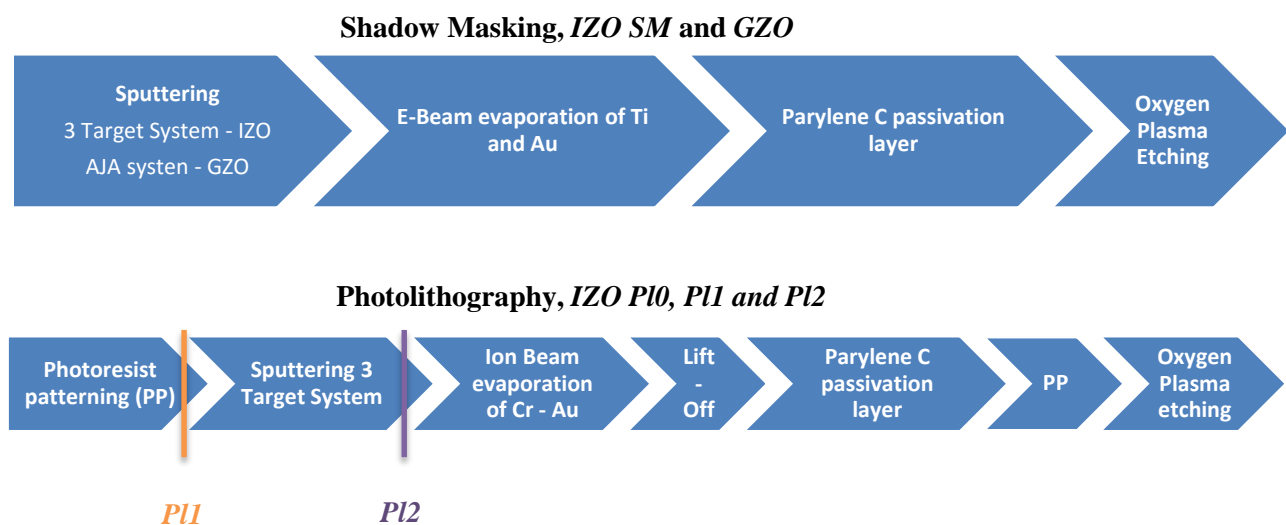 Shadow Masking, IZO SM and GZO
Sputtering
3 Target System - IZO
AJA systen - GZO
E-Beam evaporation of Ti
and Au
Parylene C passivation
layer
Oxygen
Plasma
Etching
Photolithography, IZO Pl0, Pl1 and Pl2
Photoresist
patterning (PP)
Sputtering 3
Target System
Ion Beam
evaporation
of Cr - Au
Lift
-
Off
Parylene C
passivation
layer
PP
Oxygen
Plasma
etching
Pl1
Pl2